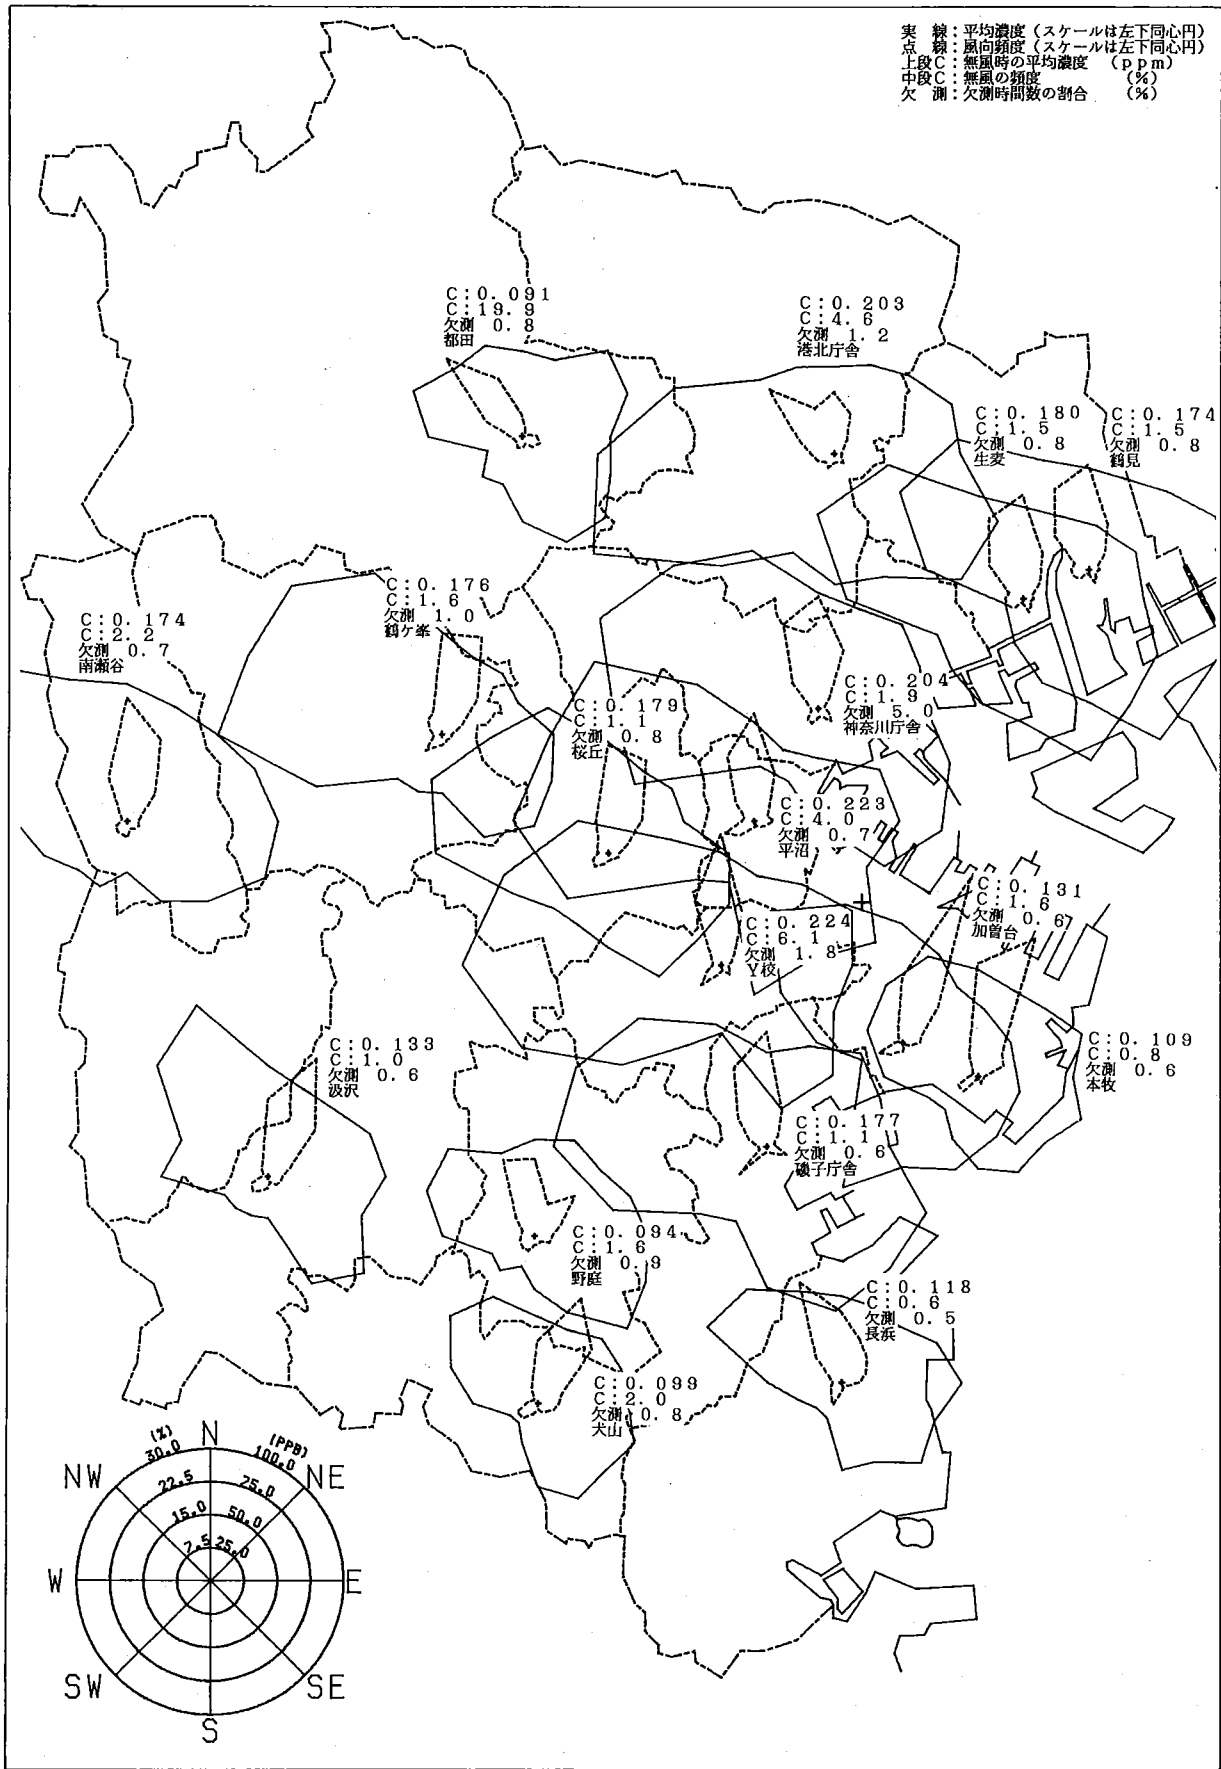 実 線：平均濃度（スケールは左下同心円）
点 線：風向頻度（スケールは左下同心円）
上段C：無風時の平均濃度 （ppm）
中段C：無風の頻度 （%）
欠 測：欠測時間数の割合 （%）
C：0.091
C：19.9
欠測 0.8
都田
C：0.203
C：4.6
欠測 1.2
港北庁舎
C：0.180
C：1.5
欠測 0.8
生麦
C：0.174
C：1.5
欠測 0.8
鶴見
C：0.176
C：1.6
欠測 1.0
鶴ケ峯
C：0.174
C：2.2
欠測 0.7
南瀬谷
C：0.204
C：1.9
欠測 5.0
神奈川庁舎
C：0.179
C：1.1
欠測 0.8
桜丘
C：0.223
C：4.0
欠測 0.7
平沼
C：0.131
C：1.6
欠測 0.6
加曽台
C：0.224
C：6.1
欠測 1.8
Y校
C：0.133
C：1.0
欠測 0.6
汲沢
C：0.109
C：0.8
欠測 0.6
本牧
C：0.177
C：1.1
欠測 0.6
磯子庁舎
C：0.094
C：1.6
欠測 0.9
野庭
C：0.118
C：0.6
欠測 0.5
長浜
C：0.099
C：2.0
欠測 0.8
犬山
N
(%) (PPB)
30.0 100.0
NW NE
22.5 25.0
15.0 50.0
7.5 25.0
W E
SW SE
S